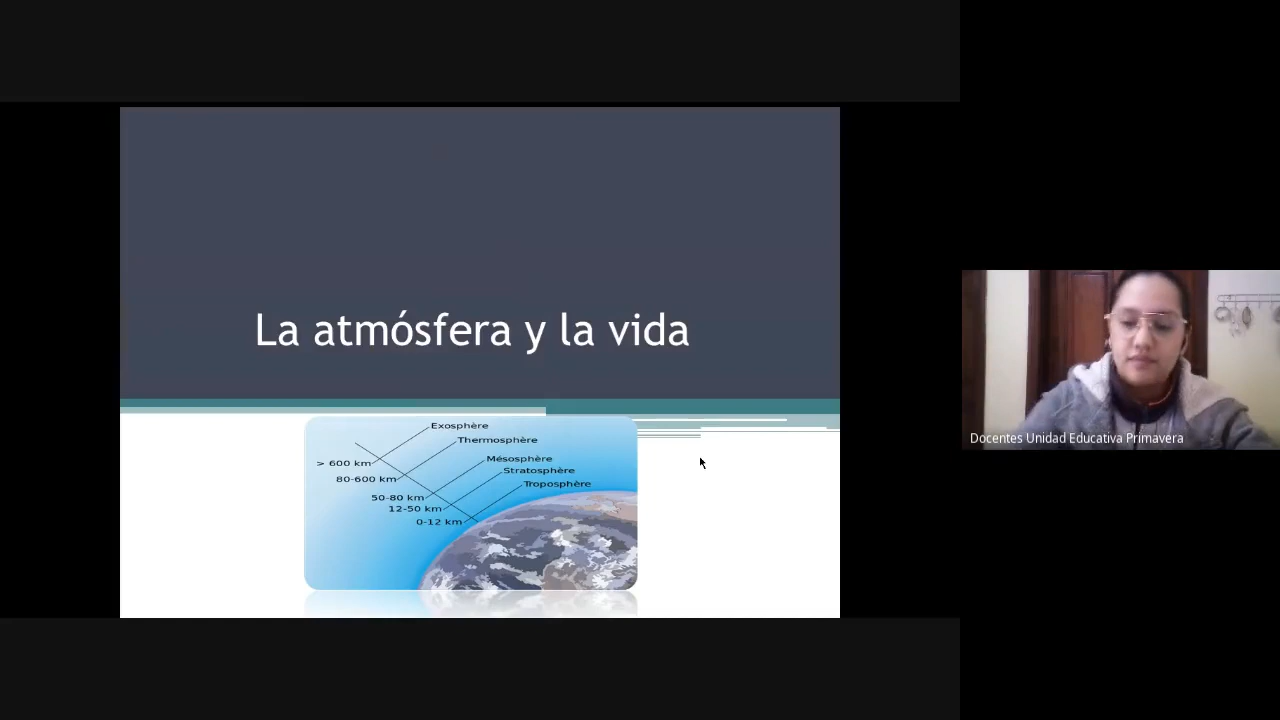 La atmósfera y la vida
Exosphère
Thermosphère
> 600 km
Mésosphère
80-600 km
Stratosphère
Troposphère
50-80 km
12-50 km
0-12 km
Docentes Unidad Educativa Primavera